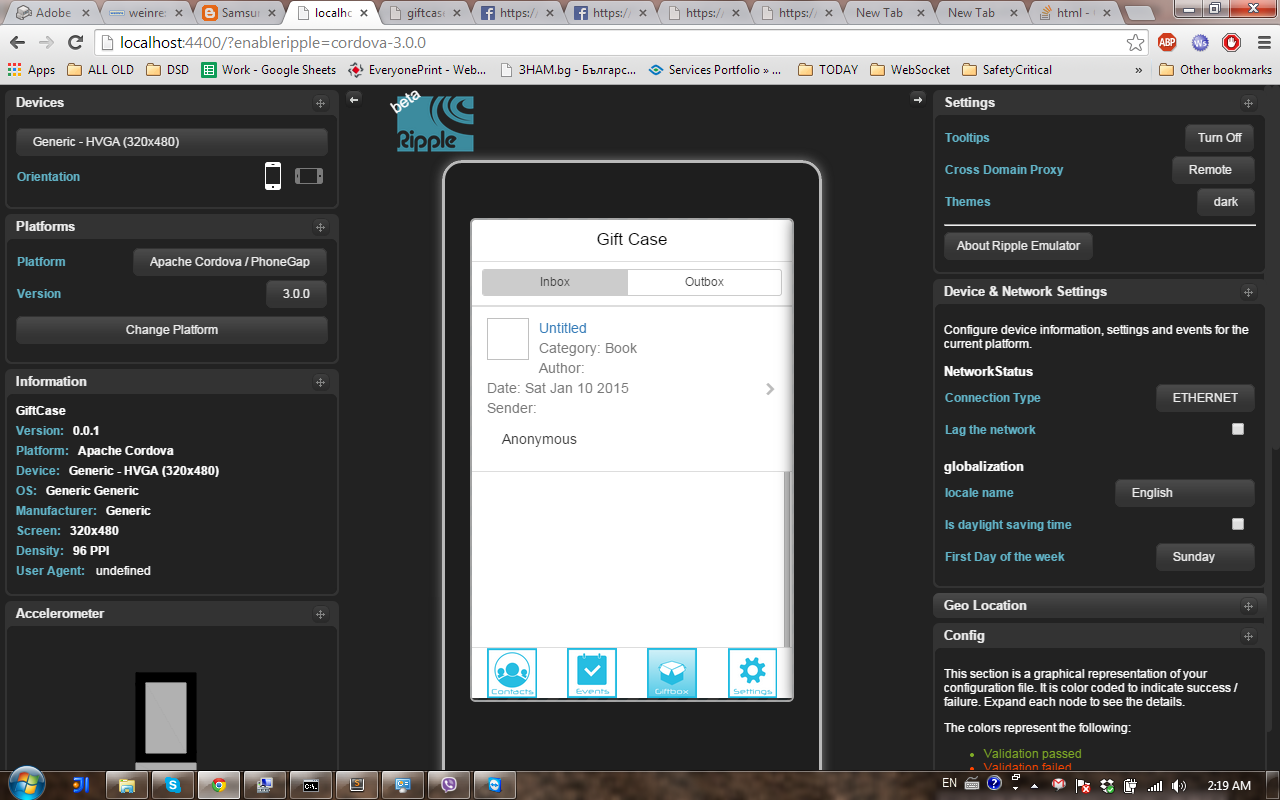 Adobe
weinre
Samsu
localho
giftcase
https://
https://
https://
https://
New Tab
New Tab
html -
localhost:4400/?enableripple=cordova-3.0.0
ABP
Apps
ALL OLD
DSD
Work - Google Sheets
EveryonePrint - Web...
ЗНАМ.bg - Българс...
Services Portfolio » ...
TODAY
WebSocket
SafetyCritical
»
Other bookmarks
Devices
Generic - HVGA (320x480)
Orientation
Platforms
Platform Apache Cordova / PhoneGap
Version 3.0.0
Change Platform
Information
GiftCase
Version: 0.0.1
Platform: Apache Cordova
Device: Generic - HVGA (320x480)
OS: Generic Generic
Manufacturer: Generic
Screen: 320x480
Density: 96 PPI
User Agent: undefined
Accelerometer
beta
Ripple
Gift Case
Inbox Outbox
Untitled
Category: Book
Author:
Date: Sat Jan 10 2015
Sender:
Anonymous
Contacts
Events
Giftbox
Settings
Settings
Tooltips Turn Off
Cross Domain Proxy Remote
Themes dark
About Ripple Emulator
Device & Network Settings
Configure device information, settings and events for the
current platform.
NetworkStatus
Connection Type ETHERNET
Lag the network
globalization
locale name English
Is daylight saving time
First Day of the week Sunday
Geo Location
Config
This section is a graphical representation of your
configuration file. It is color coded to indicate success /
failure. Expand each node to see the details.
The colors represent the following:
Validation passed
Validation failed
EN
2:19 AM